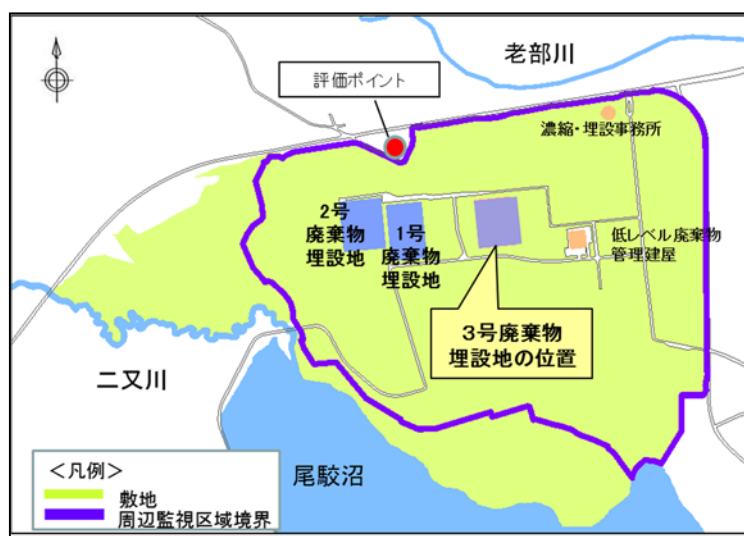 老部川
評価ポイント
濃縮・埋設事務所
2号
廃棄物
埋設地
1号
廃棄物
埋設地
低レベル廃棄物
管理建屋
3号廃棄物
埋設地の位置
二又川
尾駮沼
<凡例>
敷地
周辺監視区域境界